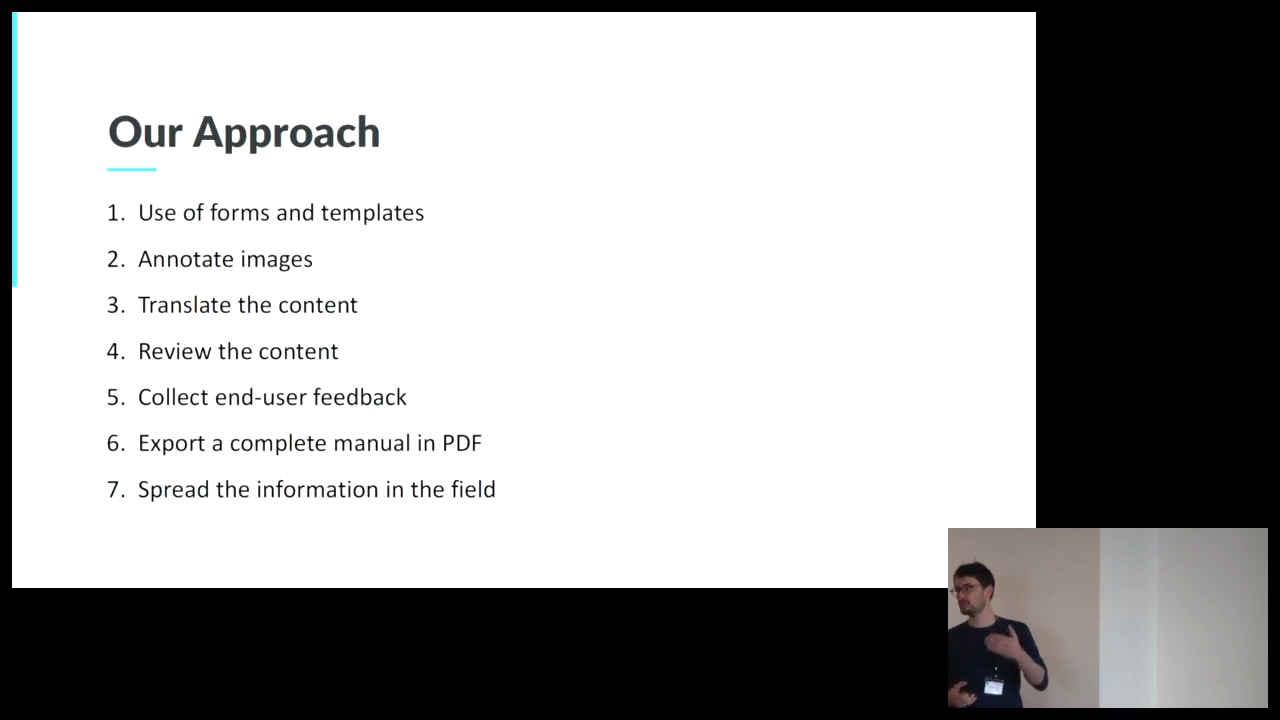 Our Approach
1. Use of forms and templates
2. Annotate images
3. Translate the content
4. Review the content
5. Collect end-user feedback
6. Export a complete manual in PDF
7. Spread the information in the field